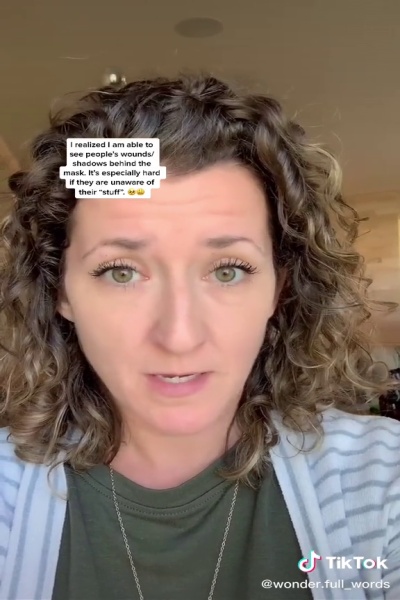 I realized I am able to
see people's wounds/
shadows behind the
mask. It's especially hard
if they are unaware of
their "stuff". 🥺😬
TikTok
@wonder.full_words